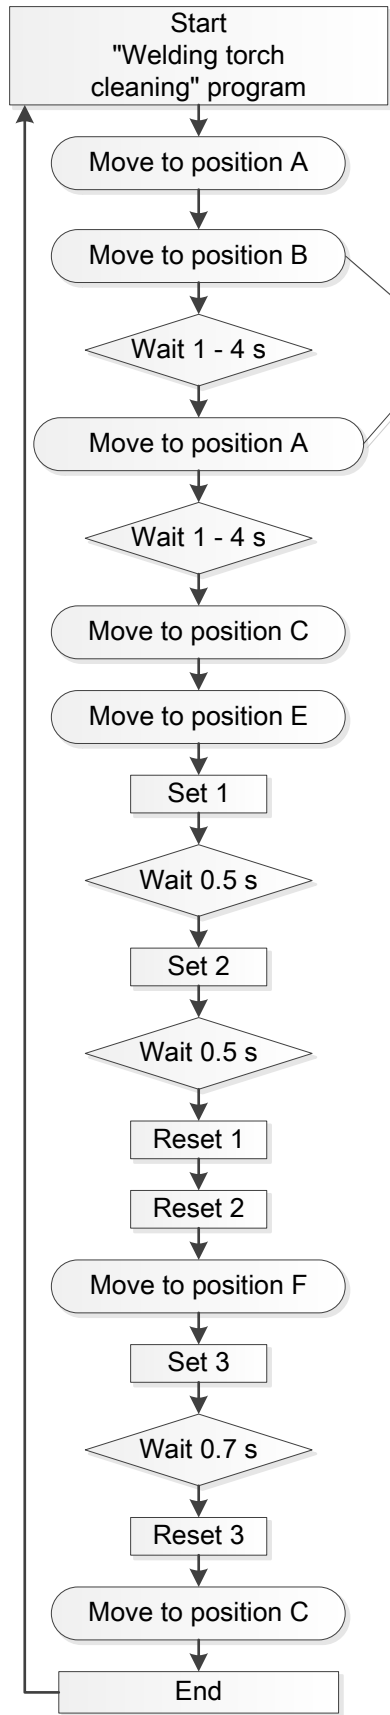 Start
"Welding torch
cleaning" program
Move to position A
Move to position B
Wait 1 - 4 s
Move to position A
Wait 1 - 4 s
Move to position C
Move to position E
Set 1
Wait 0.5 s
Set 2
Wait 0.5 s
Reset 1
Reset 2
Move to position F
Set 3
Wait 0.7 s
Reset 3
Move to position C
End